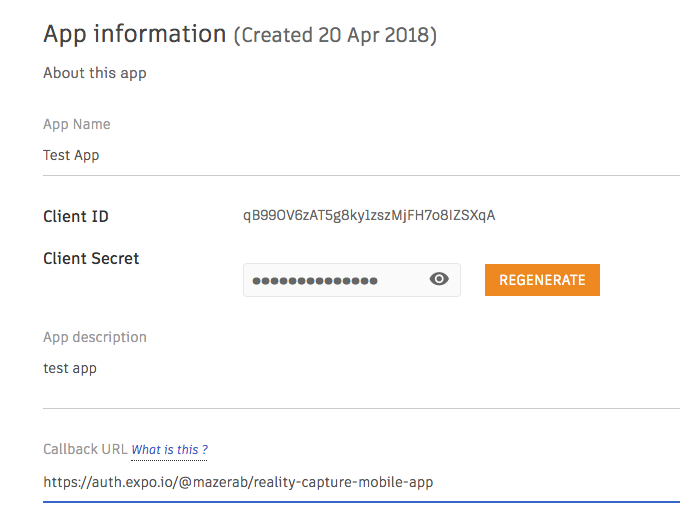 App information (Created 20 Apr 2018)
About this app
App Name
Test App
Client ID qB99OV6zAT5g8ky1zszMjFH7o8IZSXqA
Client Secret
●●●●●●●●●●●●●● REGENERATE
App description
test app
Callback URL What is this ?
https://auth.expo.io/@mazerab/reality-capture-mobile-app